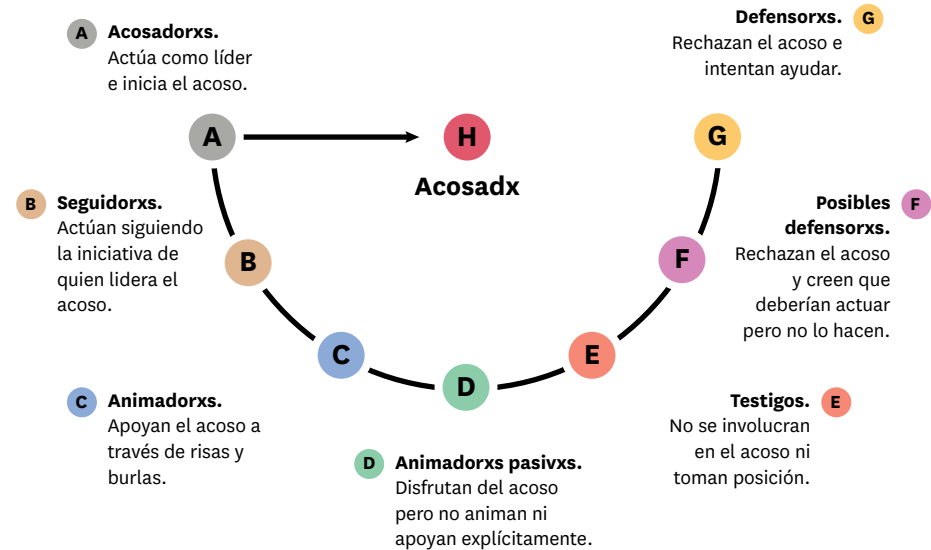 A
Acosadorxs.
Actúa como líder
e inicia el acoso.
Defensorxs.
G
Rechazan el acoso e
intentan ayudar.
A
H
G
Acosadx
B
Seguidorxs.
Actúan siguiendo
la iniciativa de
quien lidera el
acoso.
B
F
Posibles
defensorxs.
F
Rechazan el acoso
y creen que
deberían actuar
pero no lo hacen.
C
D
E
C
Animadorxs.
Apoyan el acoso a
través de risas y
burlas.
D
Animadorxs pasivxs.
Disfrutan del acoso
pero no animan ni
apoyan explícitamente.
Testigos.
E
No se involucran
en el acoso ni
toman posición.